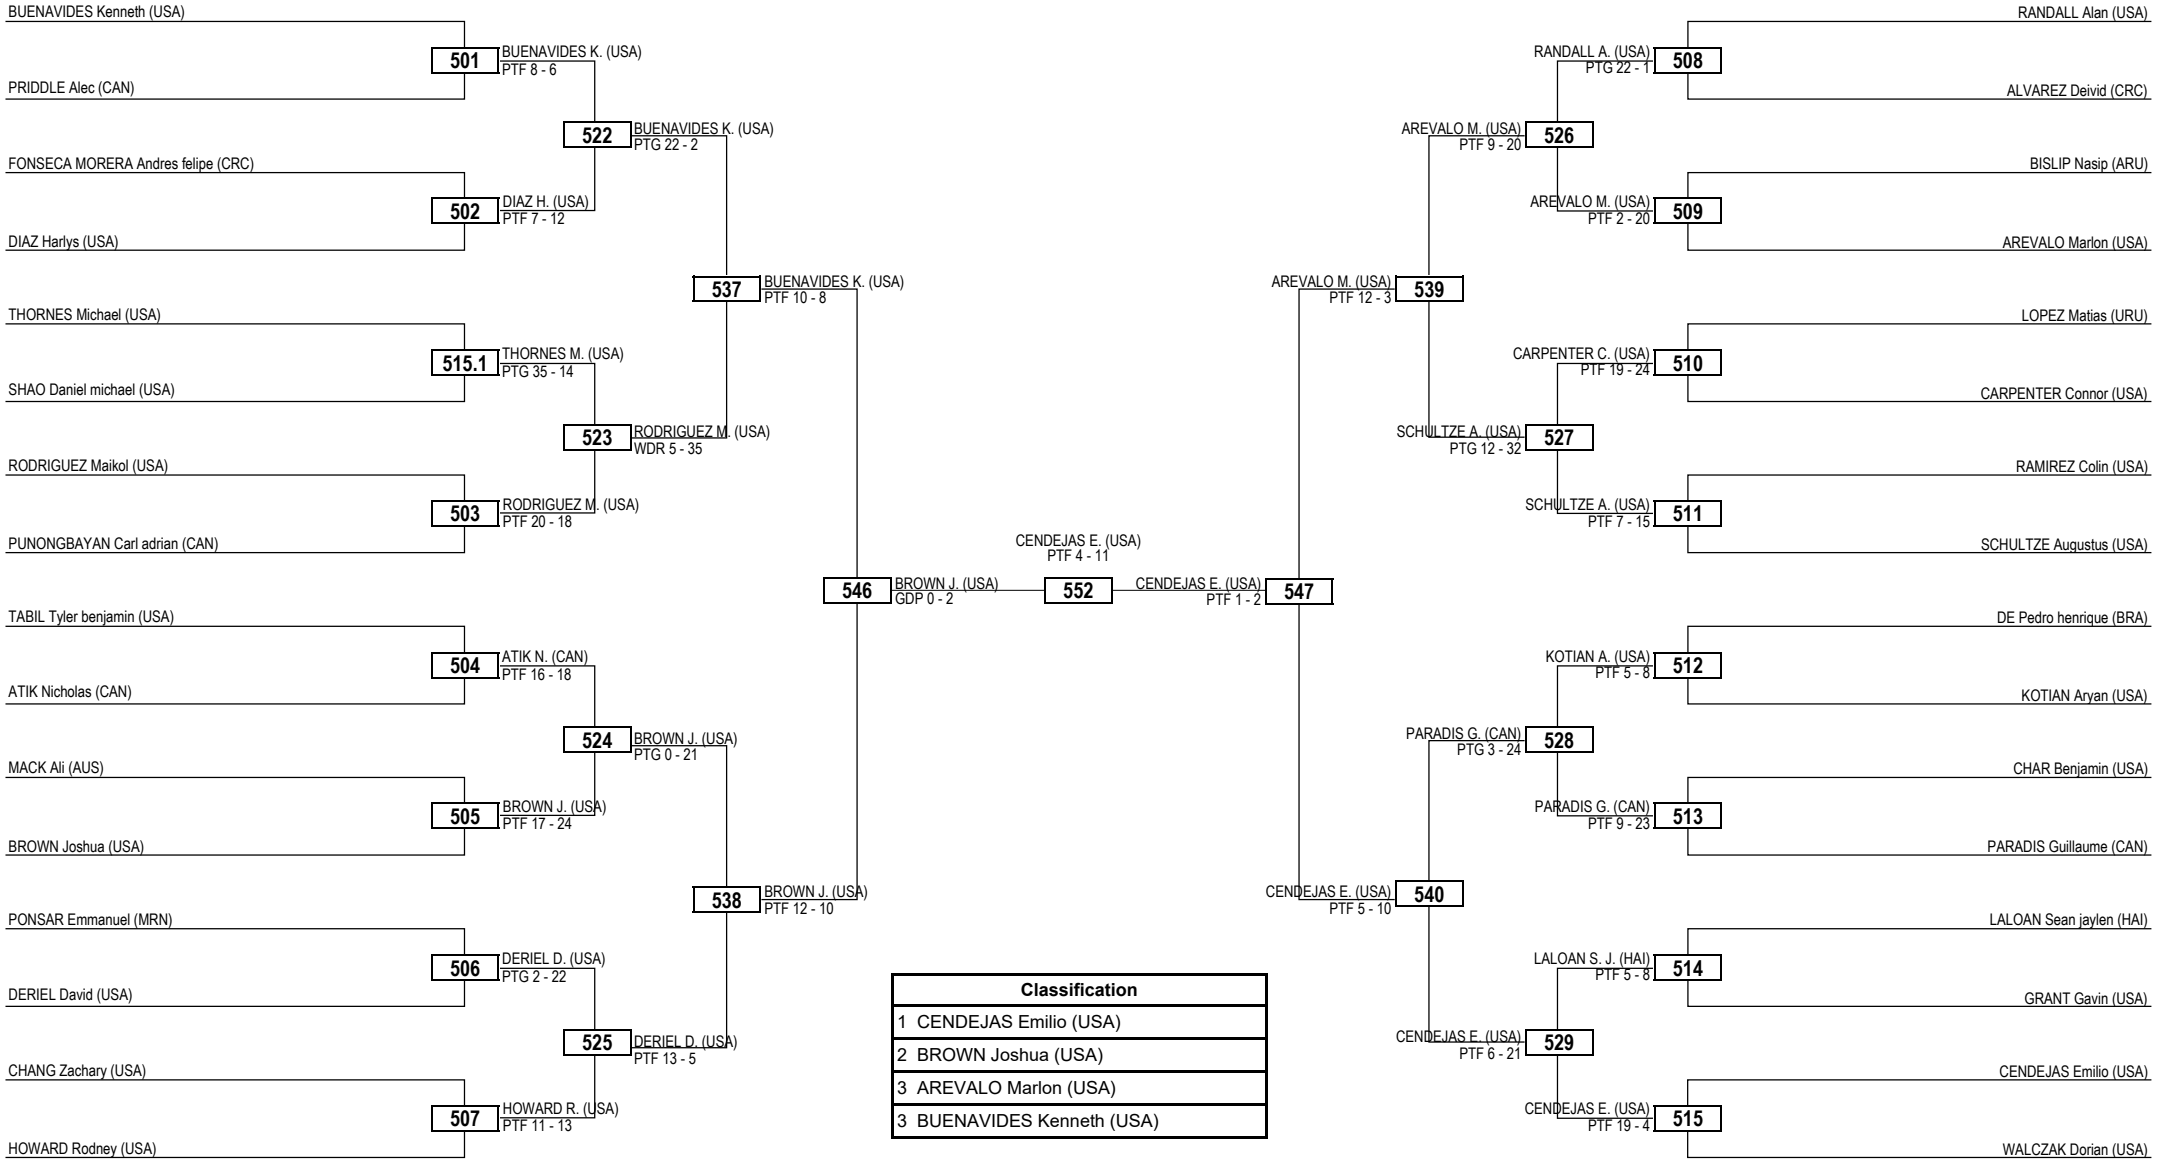 BUENAVIDES Kenneth (USA)
501
BUENAVIDES K. (USA)
PTF 8 - 6
PRIDDLE Alec (CAN)
522
BUENAVIDES K. (USA)
PTG 22 - 2
FONSECA MORERA Andres felipe (CRC)
502
DIAZ H. (USA)
PTF 7 - 12
DIAZ Harlys (USA)
537
BUENAVIDES K. (USA)
PTF 10 - 8
THORNES Michael (USA)
515.1
THORNES M. (USA)
PTG 35 - 14
SHAO Daniel michael (USA)
523
RODRIGUEZ M. (USA)
WDR 5 - 35
RODRIGUEZ Maikol (USA)
503
RODRIGUEZ M. (USA)
PTF 20 - 18
PUNONGBAYAN Carl adrian (CAN)
546
BROWN J. (USA)
GDP 0 - 2
TABIL Tyler benjamin (USA)
504
ATIK N. (CAN)
PTF 16 - 18
ATIK Nicholas (CAN)
524
BROWN J. (USA)
PTG 0 - 21
MACK Ali (AUS)
505
BROWN J. (USA)
PTF 17 - 24
BROWN Joshua (USA)
538
BROWN J. (USA)
PTF 12 - 10
PONSAR Emmanuel (MRN)
506
DERIEL D. (USA)
PTG 2 - 22
DERIEL David (USA)
525
DERIEL D. (USA)
PTF 13 - 5
CHANG Zachary (USA)
507
HOWARD R. (USA)
PTF 11 - 13
HOWARD Rodney (USA)
CENDEJAS E. (USA)
PTF 4 - 11
552
RANDALL Alan (USA)
RANDALL A. (USA)
PTG 22 - 1
508
ALVAREZ Deivid (CRC)
AREVALO M. (USA)
PTF 9 - 20
526
BISLIP Nasip (ARU)
AREVALO M. (USA)
PTF 2 - 20
509
AREVALO Marlon (USA)
AREVALO M. (USA)
PTF 12 - 3
539
LOPEZ Matias (URU)
CARPENTER C. (USA)
PTF 19 - 24
510
CARPENTER Connor (USA)
SCHULTZE A. (USA)
PTG 12 - 32
527
RAMIREZ Colin (USA)
SCHULTZE A. (USA)
PTF 7 - 15
511
SCHULTZE Augustus (USA)
CENDEJAS E. (USA)
PTF 1 - 2
547
DE Pedro henrique (BRA)
KOTIAN A. (USA)
PTF 5 - 8
512
KOTIAN Aryan (USA)
PARADIS G. (CAN)
PTG 3 - 24
528
CHAR Benjamin (USA)
PARADIS G. (CAN)
PTF 9 - 23
513
PARADIS Guillaume (CAN)
CENDEJAS E. (USA)
PTF 5 - 10
540
LALOAN Sean jaylen (HAI)
LALOAN S. J. (HAI)
PTF 5 - 8
514
GRANT Gavin (USA)
CENDEJAS E. (USA)
PTF 6 - 21
529
CENDEJAS Emilio (USA)
CENDEJAS E. (USA)
PTF 19 - 4
515
WALCZAK Dorian (USA)
Classification
1 CENDEJAS Emilio (USA)
2 BROWN Joshua (USA)
3 AREVALO Marlon (USA)
3 BUENAVIDES Kenneth (USA)